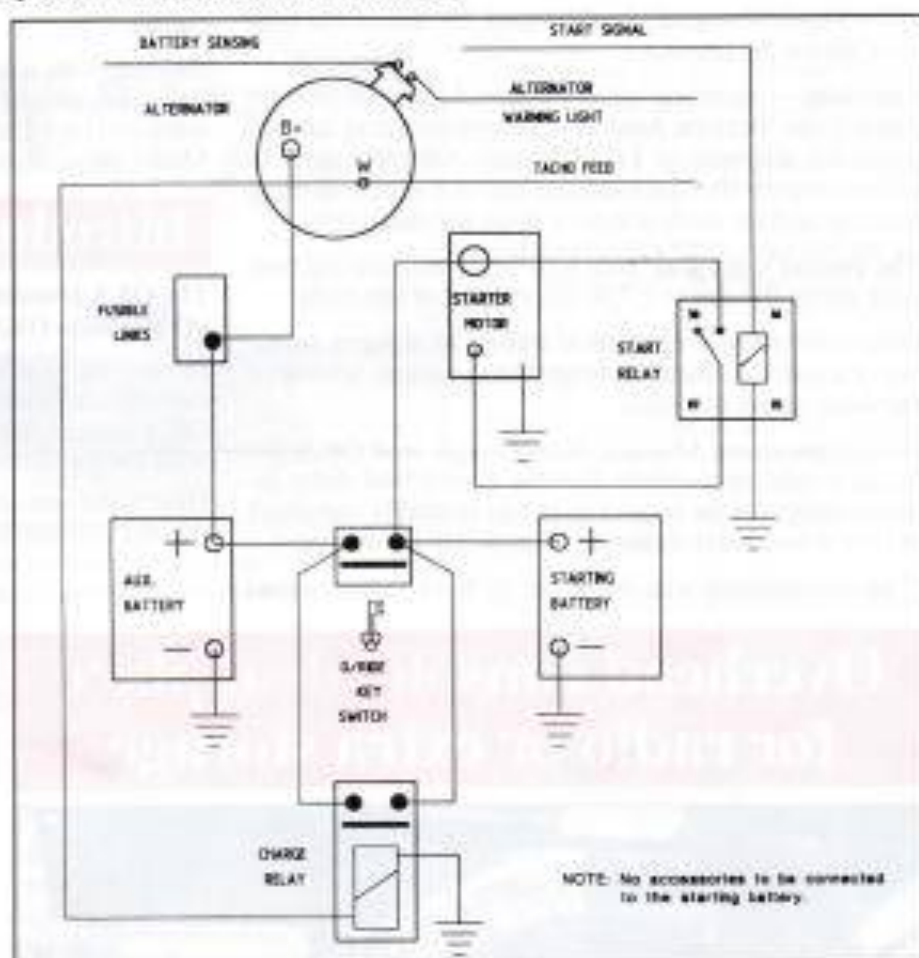 BATTERY SENSING
START SIGNAL
ALTERNATOR
ALTERNATOR
WARNING LIGHT
B+
W
TACHO FEED
FUSIBLE
LINKS
STARTER
MOTOR
START
RELAY
+
AUX.
BATTERY
—
+
STARTING
BATTERY
—
O/RIDE
KEY
SWITCH
CHARGE
RELAY
NOTE: No accessories to be connected
to the starting battery.